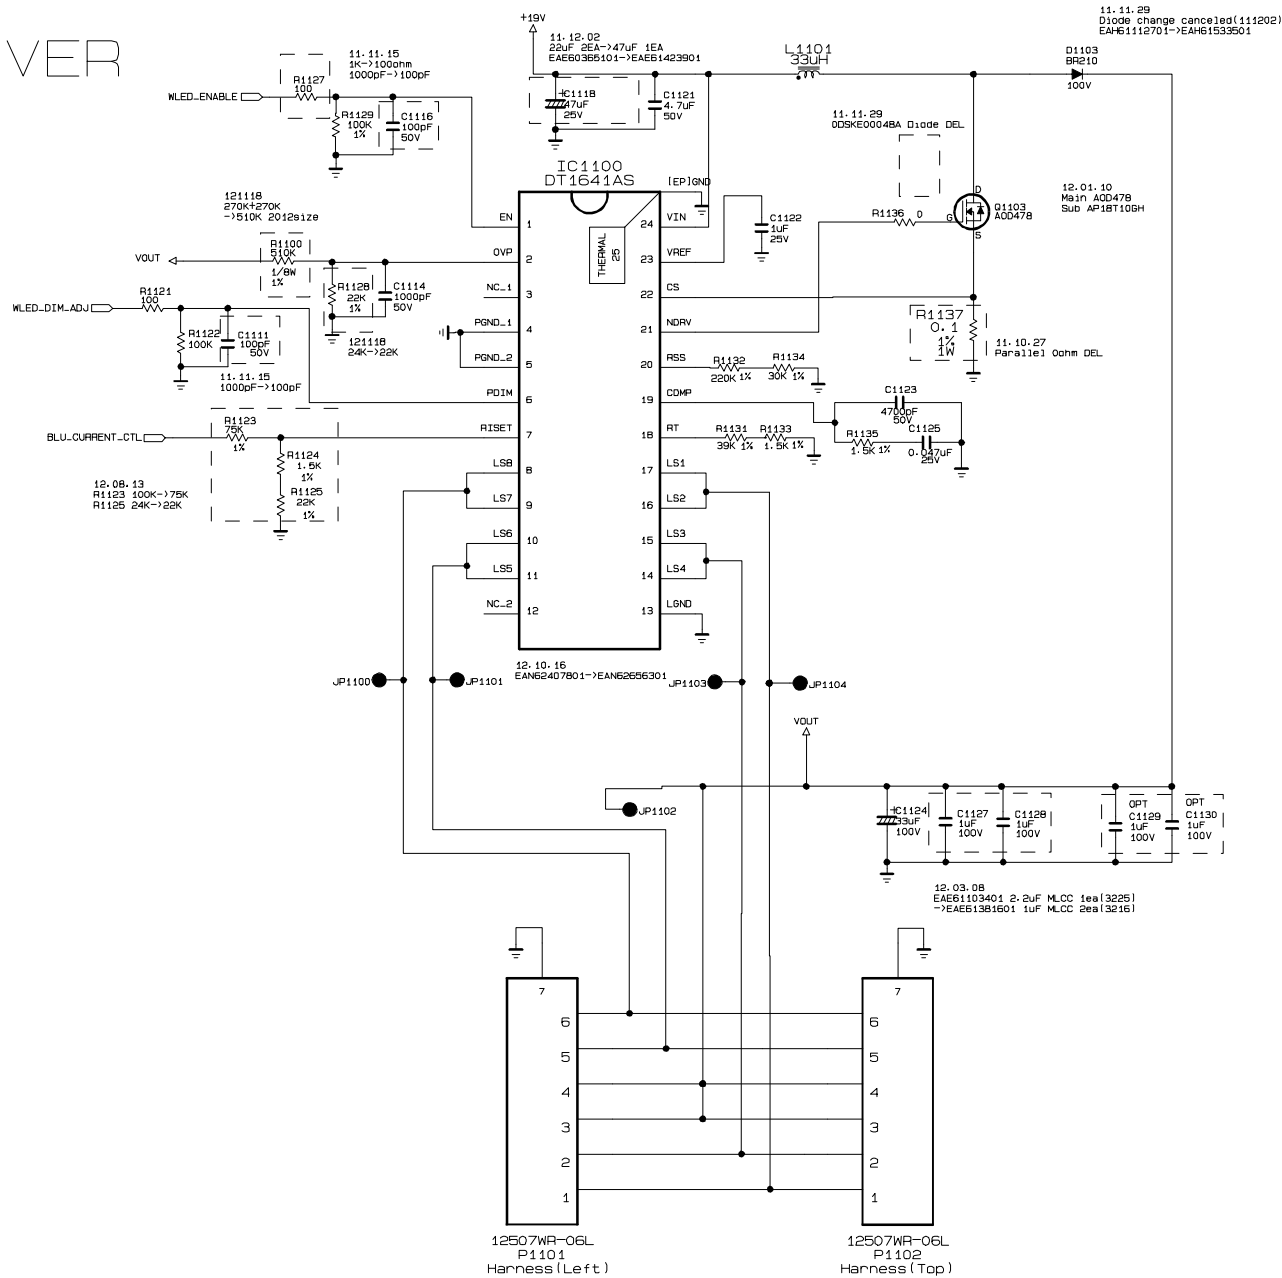 VER
11.11.29
Diode change canceled(111202)
EAH61112701->EAH61533501
+19V
11.12.02
22uF 2EA->47uF 1EA
EAE60365101->EAE61423901
L1101
33uH
D1103
BR210
100V
11.11.15
1K->100ohm
1000pF->100pF
WLED_ENABLE
R1127
100
R1129
100K
1%
C1116
100pF
50V
C1118
47uF
25V
C1121
4.7uF
50V
11.11.29
0DSKE00048A Diode DEL
12.01.10
Main AOD478
Sub AP18T10GH
IC1100
DT1641AS
[EP]GND
THERMAL
25
EN
1
OVP
2
NC_1
3
PGND_1
4
PGND_2
5
PDIM
6
RISET
7
LS8
8
LS7
9
LS6
10
LS5
11
NC_2
12
24
VIN
23
VREF
22
CS
21
NDRV
20
RSS
19
COMP
18
RT
17
LS1
16
LS2
15
LS3
14
LS4
13
LGND
C1122
1uF
25V
R1136
0
D
G
S
Q1103
AOD478
121118
270K+270K
->510K 2012size
VOUT
R1100
510K
1/8W
1%
R1128
22K
1%
C1114
1000pF
50V
121118
24K->22K
WLED_DIM_ADJ
R1121
100
R1122
100K
C1111
100pF
50V
11.11.15
1000pF->100pF
R1137
0.1
1%
1W
11.10.27
Parallel 0ohm DEL
R1132
220K 1%
R1134
30K 1%
C1123
4700pF
50V
R1131
39K 1%
R1133
1.5K 1%
R1135
1.5K 1%
C1125
0.047uF
25V
BLU_CURRENT_CTL
R1123
75K
1%
R1124
1.5K
1%
R1125
22K
1%
12.08.13
R1123 100K->75K
R1125 24K->22K
12.10.16
EAN62407801->EAN62656301
JP1100
JP1101
JP1103
JP1104
VOUT
JP1102
C1124
33uF
100V
C1127
1uF
100V
C1128
1uF
100V
OPT
C1129
1uF
100V
OPT
C1130
1uF
100V
12.03.08
EAE61103401 2.2uF MLCC 1ea(3225)
->EAE61381601 1uF MLCC 2ea(3216)
7
6
5
4
3
2
1
12507WR-06L
P1101
Harness(Left)
7
6
5
4
3
2
1
12507WR-06L
P1102
Harness(Top)